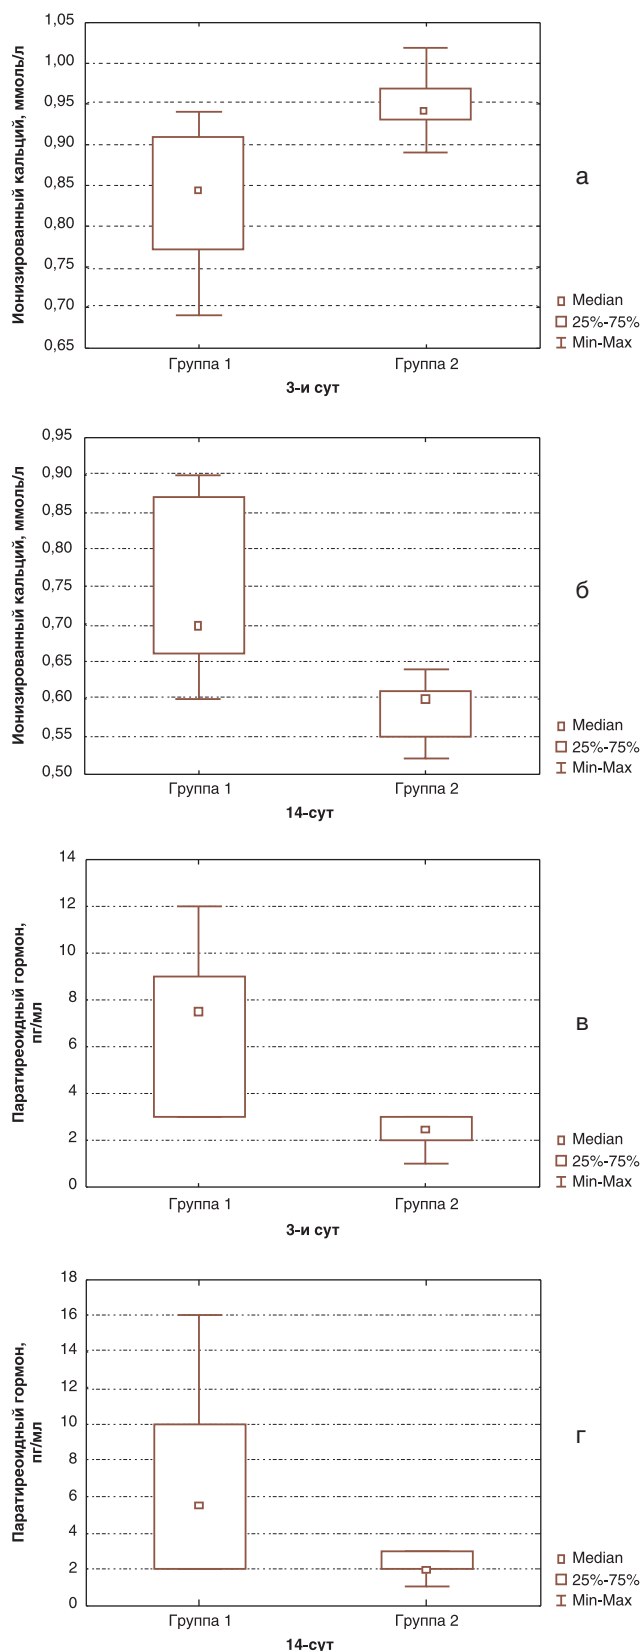 Ионизированный кальций, ммоль/л
1,05
1,00
0,95
0,90
0,85
0,80
0,75
0,70
0,65
Группа 1
Группа 2
3-и сут
а
Median
25%-75%
Min-Max
Ионизированный кальций, ммоль/л
0,95
0,90
0,85
0,80
0,75
0,70
0,65
0,60
0,55
0,50
Группа 1
Группа 2
14-сут
б
Median
25%-75%
Min-Max
Паратиреоидный гормон,
пг/мл
14
12
10
8
6
4
2
0
Группа 1
Группа 2
3-и сут
в
Median
25%-75%
Min-Max
Паратиреоидный гормон,
пг/мл
18
16
14
12
10
8
6
4
2
0
Группа 1
Группа 2
14-сут
г
Median
25%-75%
Min-Max